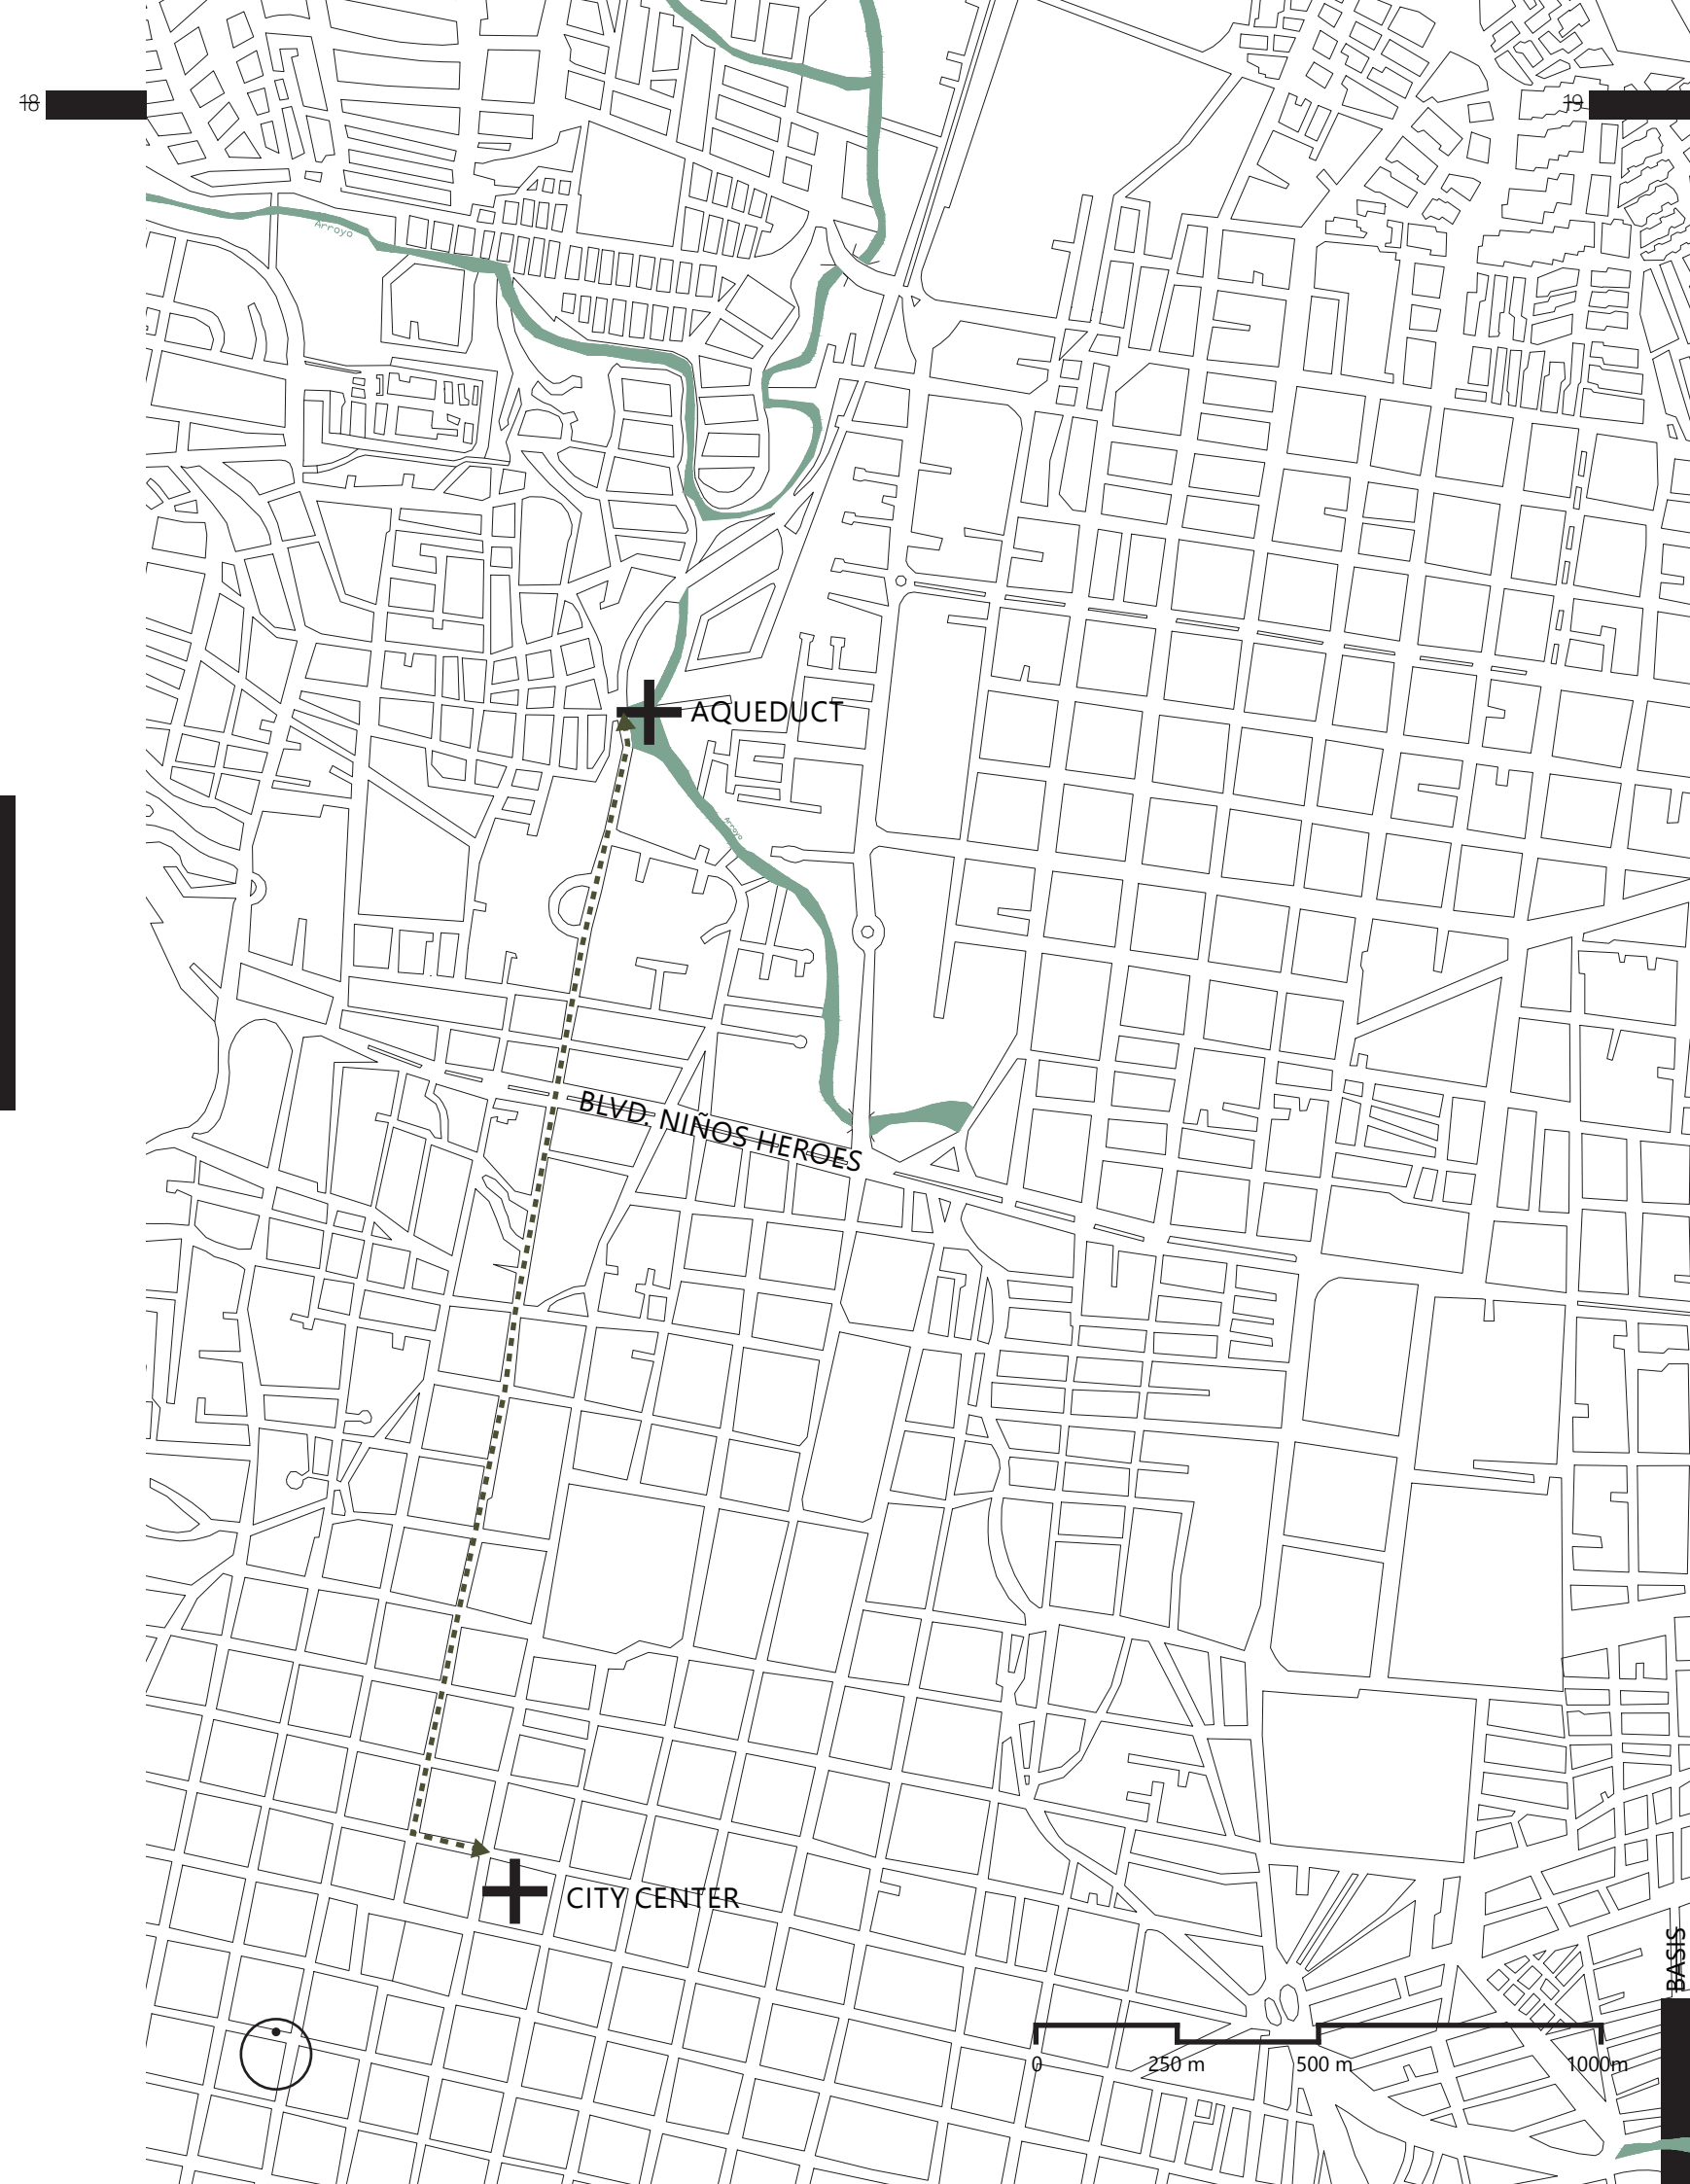 18
19
Arroyo
AQUEDUCT
Arroyo
BLVD. NIÑOS HEROES
CITY CENTER
BASIS
0 250 m 500 m 1000m